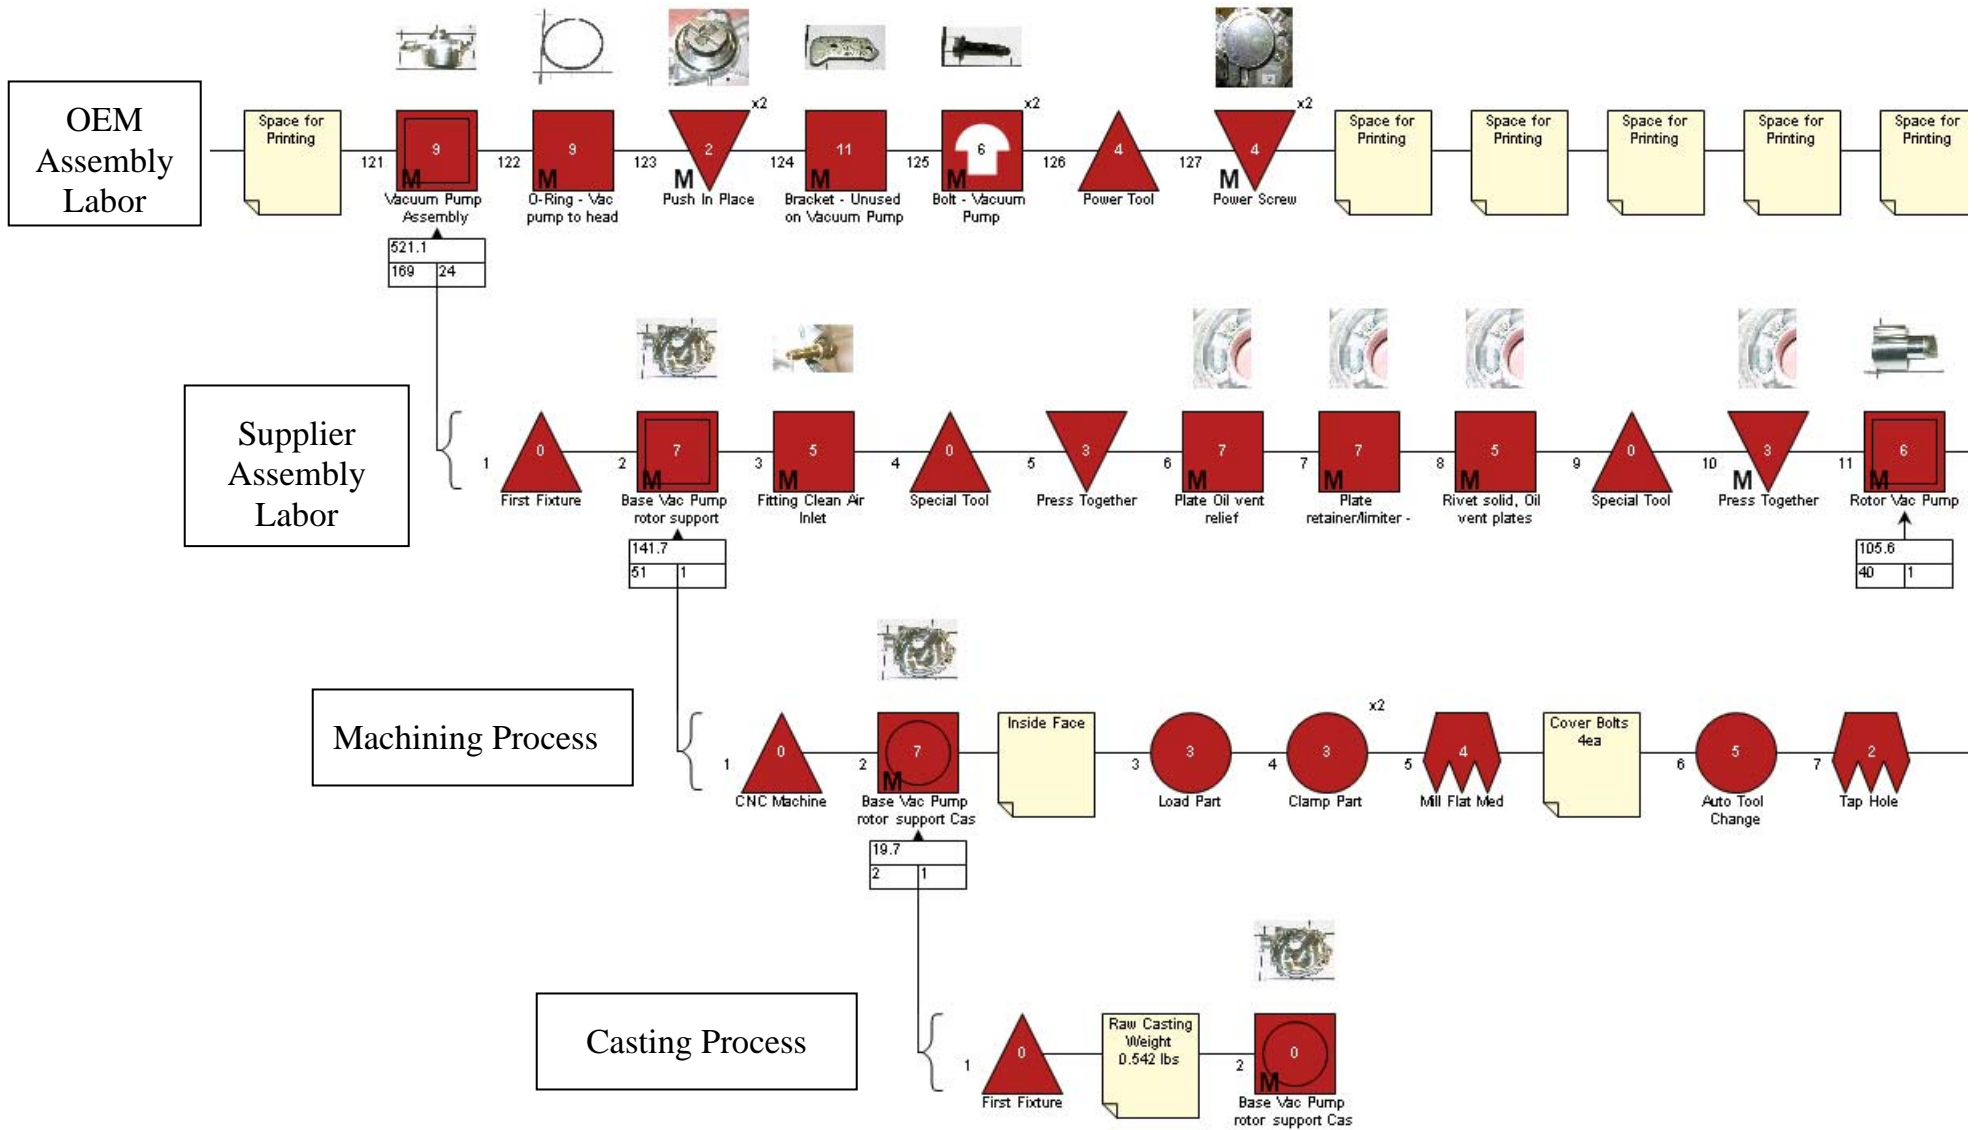 OEM
Assembly
Labor
Space for
Printing
121
9
M
Vacuum Pump
Assembly
122
9
M
O-Ring - Vac
pump to head
123
x2
2
M
Push In Place
124
11
M
Bracket - Unused
on Vacuum Pump
125
x2
6
M
Bolt - Vacuum
Pump
126
4
Power Tool
127
x2
4
M
Power Screw
Space for
Printing
Space for
Printing
Space for
Printing
Space for
Printing
Space for
Printing
521.1
169 24
Supplier
Assembly
Labor
1
0
First Fixture
2
7
M
Base Vac Pump
rotor support
3
5
M
Fitting Clean Air
Inlet
4
0
Special Tool
5
3
Press Together
6
7
M
Plate Oil vent
relief
7
7
M
Plate
retainer/limiter -
8
5
M
Rivet solid, Oil
vent plates
9
0
Special Tool
10
3
M
Press Together
11
6
M
Rotor Vac Pump
141.7
51 1
105.6
40 1
Machining Process
1
0
CNC Machine
2
7
M
Base Vac Pump
rotor support Cas
Inside Face
3
3
Load Part
4
x2
3
Clamp Part
5
4
Mill Flat Med
Cover Bolts
4ea
6
5
Auto Tool
Change
7
2
Tap Hole
19.7
2 1
Casting Process
1
0
First Fixture
Raw Casting
Weight
0.542 lbs
2
0
M
Base Vac Pump
rotor support Cas